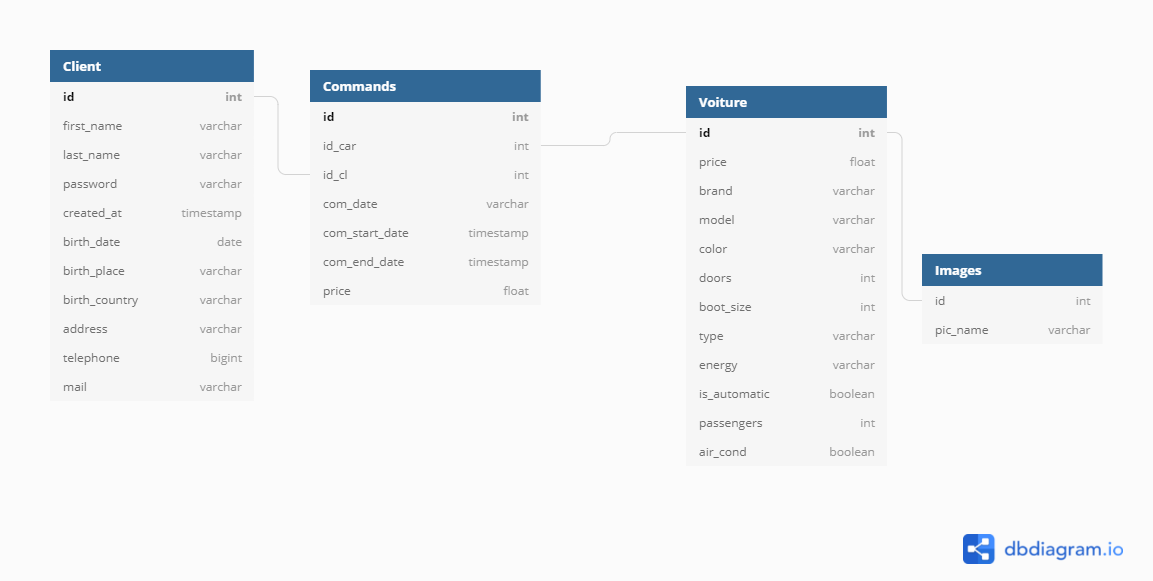 Client
id int
first_name varchar
last_name varchar
password varchar
created_at timestamp
birth_date date
birth_place varchar
birth_country varchar
address varchar
telephone bigint
mail varchar
Commands
id int
id_car int
id_cl int
com_date varchar
com_start_date timestamp
com_end_date timestamp
price float
Voiture
id int
price float
brand varchar
model varchar
color varchar
doors int
boot_size int
type varchar
energy varchar
is_automatic boolean
passengers int
air_cond boolean
Images
id int
pic_name varchar
dbdiagram.io